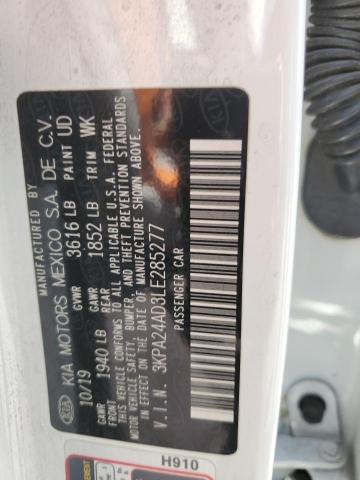 MANUFACTURED BY
KIA KIA MOTORS MEXICO S.A. DE C.V.
10/19 GVWR 3616 LB PAINT UD
GAWR FRONT 1940 LB GAWR REAR 1852 LB TRIM WK
THIS VEHICLE CONFORMS TO ALL APPLICABLE U.S.A. FEDERAL
MOTOR VEHICLE SAFETY, BUMPER, AND THEFT PREVENTION STANDARDS
IN EFFECT ON THE DATE OF MANUFACTURE SHOWN ABOVE.
V.I.N. 3KPA24AD3LE285277
PASSENGER CAR
H910